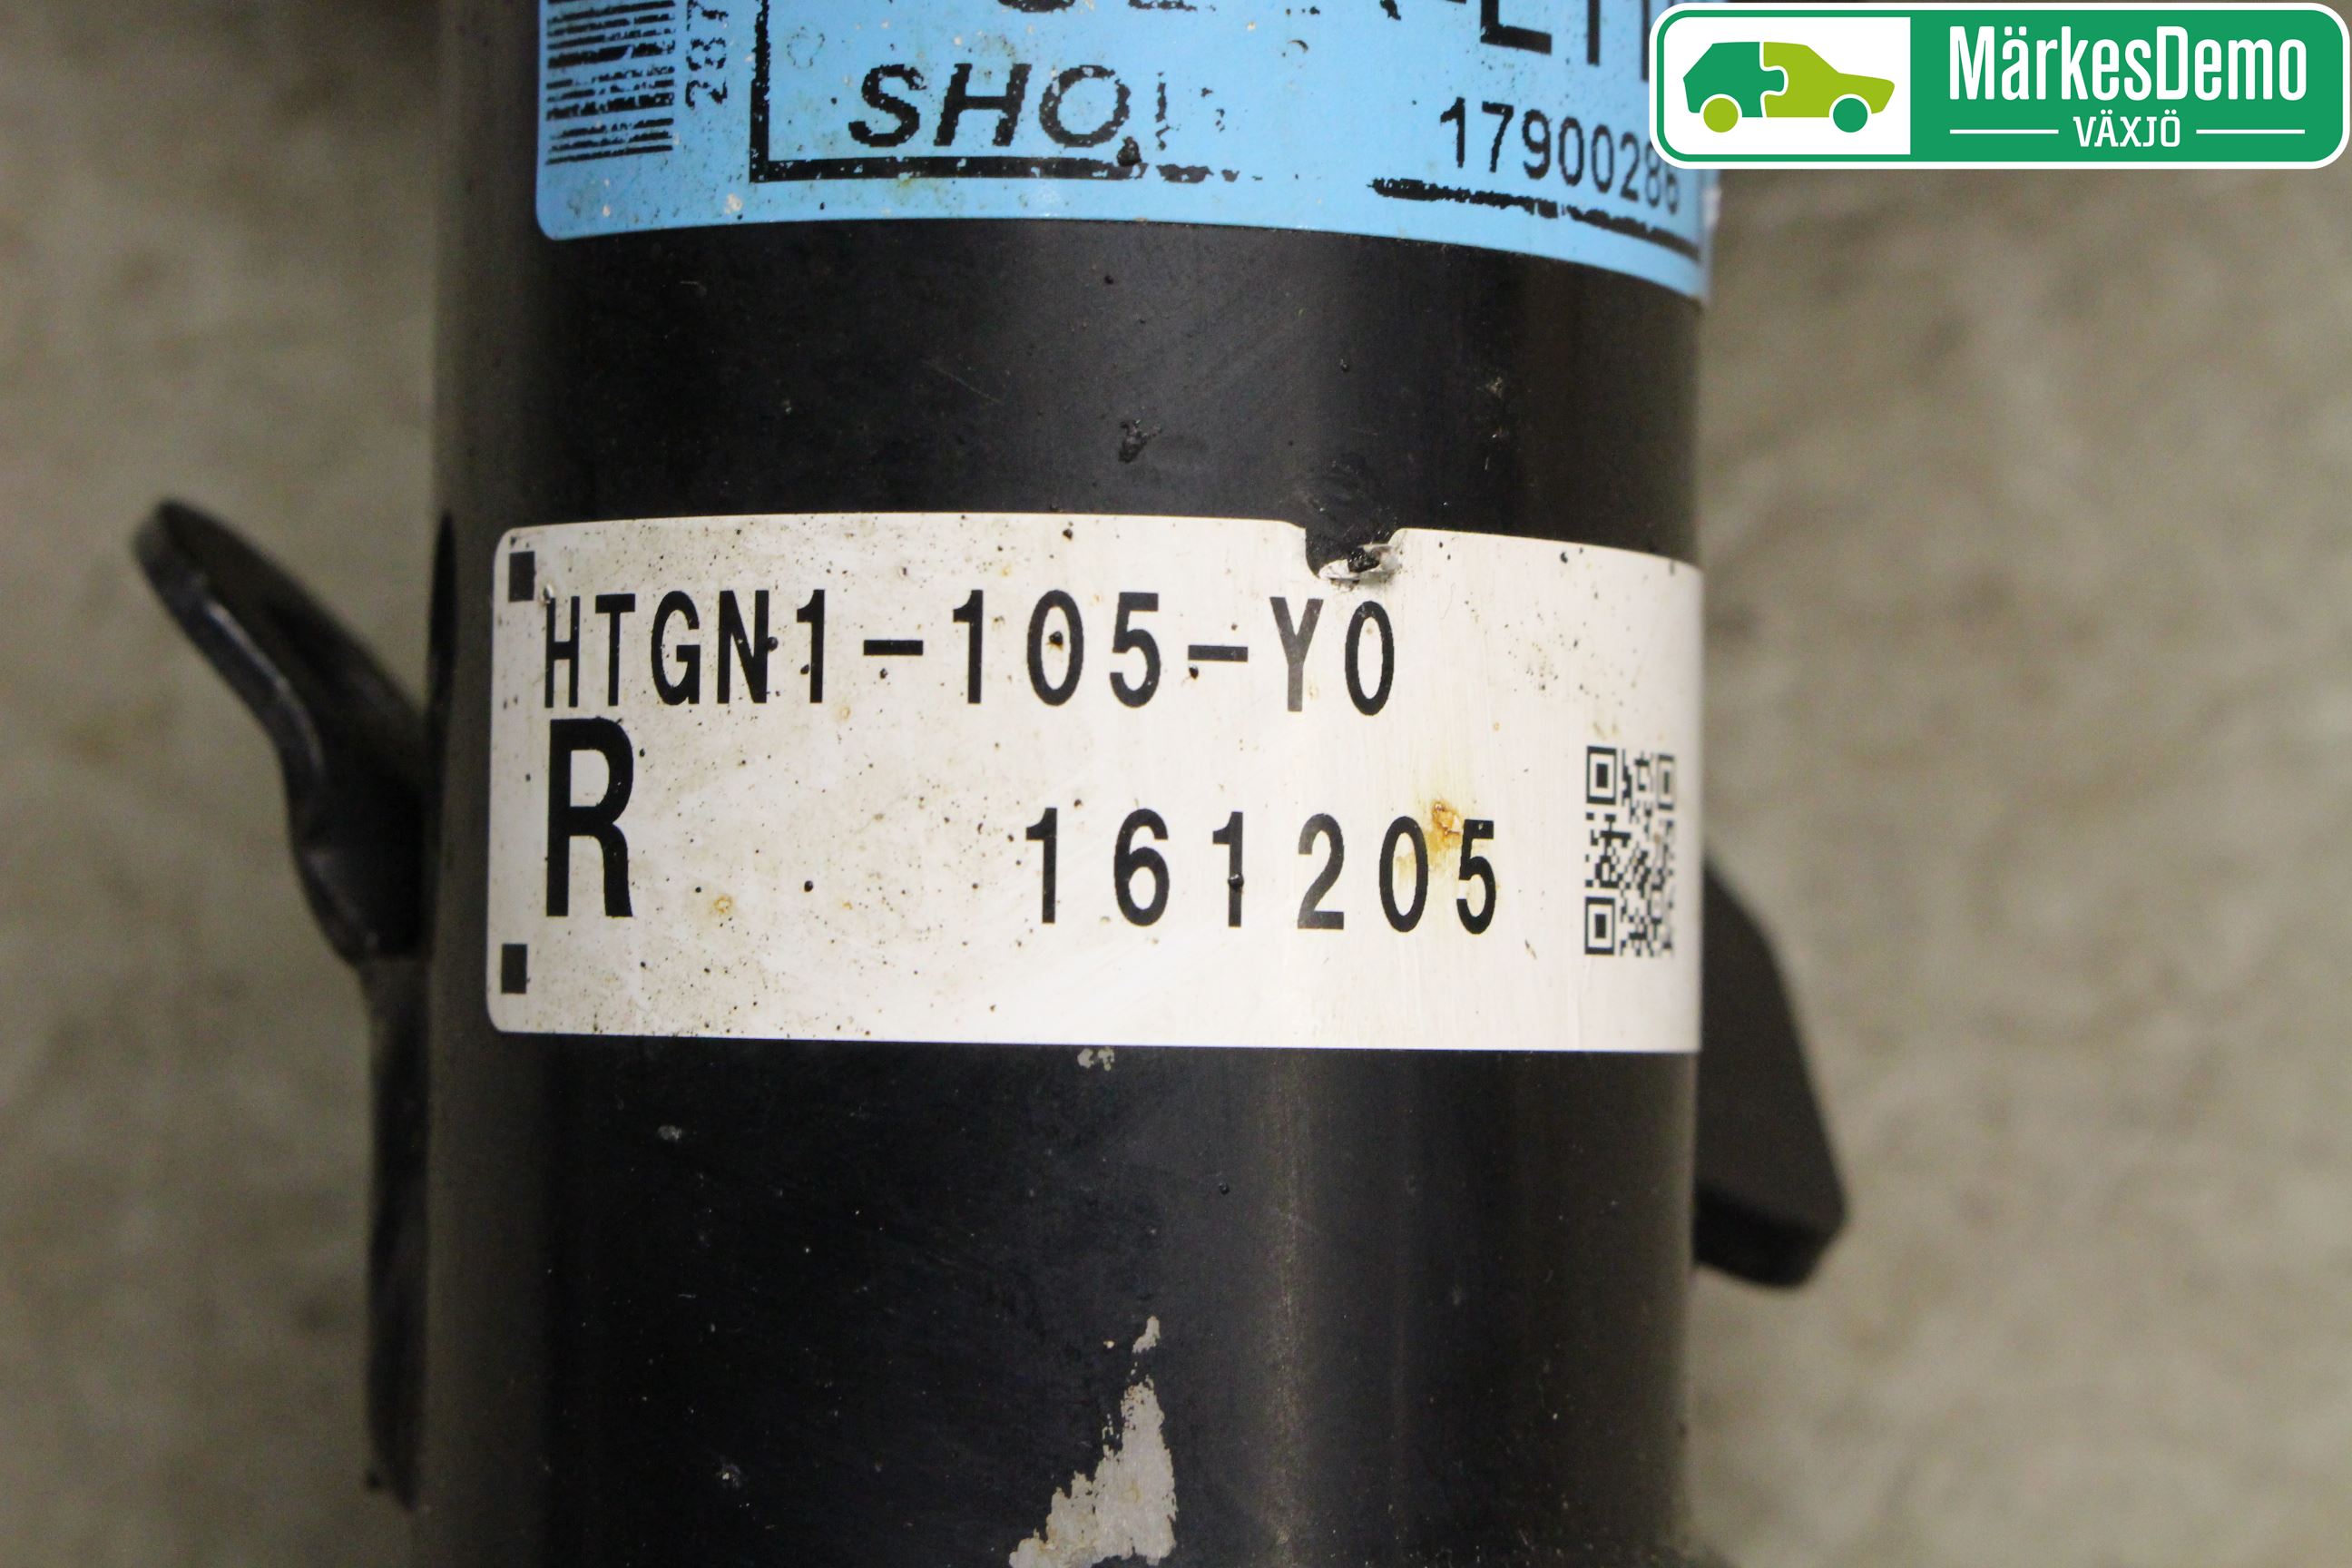 SHO
17900286
MärkesDemo
VÄXJÖ
HTGN1-105-Y0
R
161205